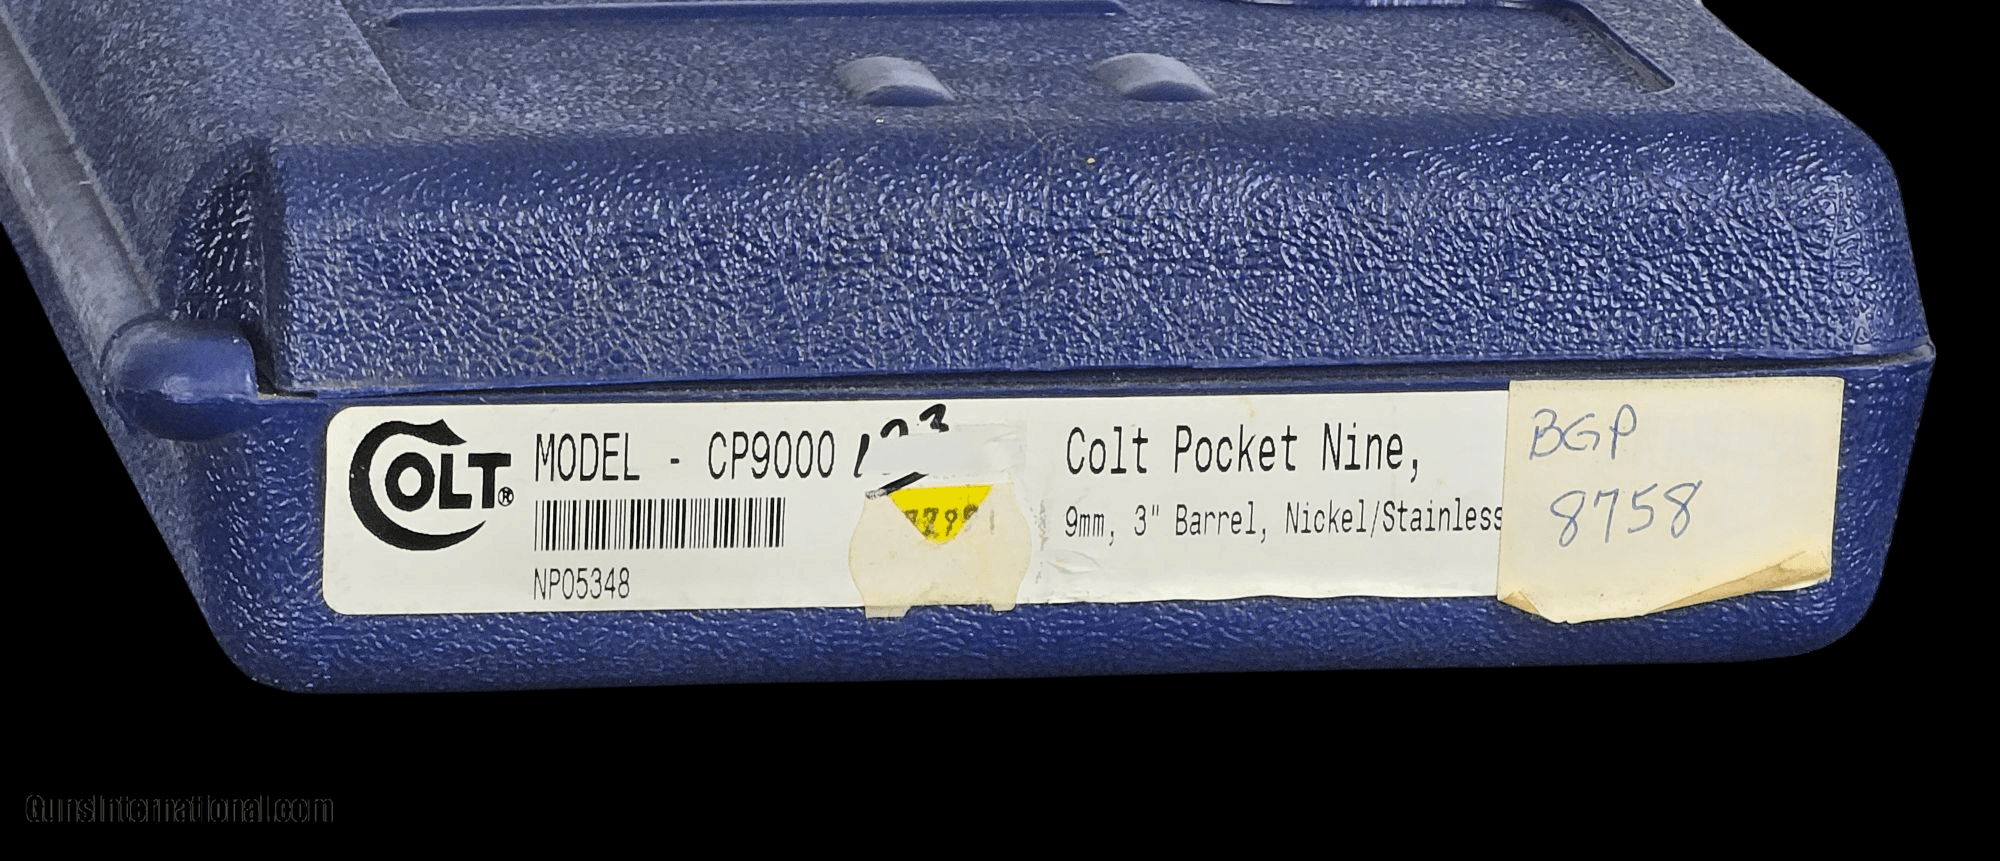 COLT®
MODEL - CP9000
NP05348
Colt Pocket Nine,
9mm, 3" Barrel, Nickel/Stainless
BGP
8758
GunsInternational.com